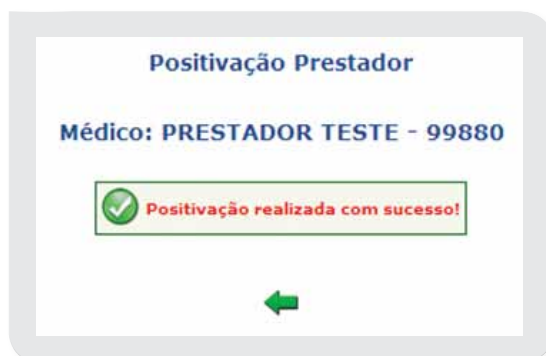 Positivação Prestador
Médico: PRESTADOR TESTE - 99880
Positivação realizada com sucesso!